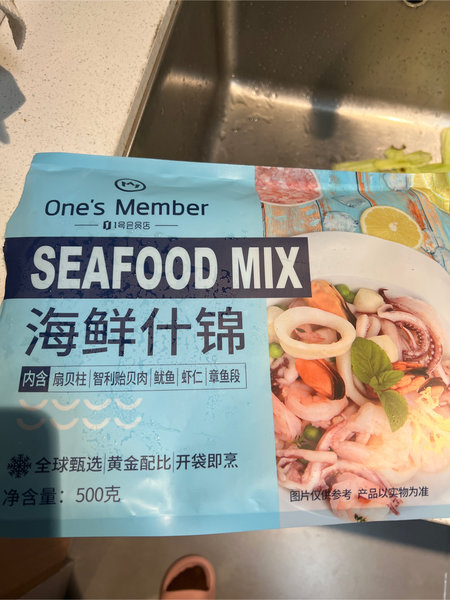 One's Member
1号会员店
SEAFOOD MIX
海鲜什锦
内含 扇贝柱 智利贻贝肉 鱿鱼 虾仁 章鱼段
全球甄选 黄金配比 开袋即烹
净含量：500克
图片仅供参考 产品以实物为准